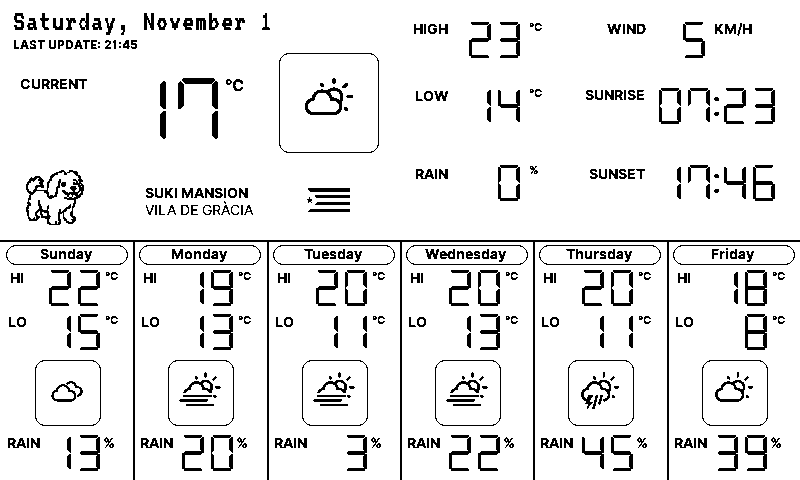 Saturday, November 1
LAST UPDATE: 21:45
CURRENT 17 °C
SUKI MANSION
VILA DE GRÀCIA
HIGH 23 °C
WIND 5 KM/H
LOW 14 °C
SUNRISE 07:23
RAIN 0 %
SUNSET 17:46
Sunday
HI 22 °C
LO 15 °C
RAIN 13 %
Monday
HI 19 °C
LO 13 °C
RAIN 20 %
Tuesday
HI 20 °C
LO 11 °C
RAIN 3 %
Wednesday
HI 20 °C
LO 13 °C
RAIN 22 %
Thursday
HI 20 °C
LO 11 °C
RAIN 45 %
Friday
HI 18 °C
LO 8 °C
RAIN 39 %